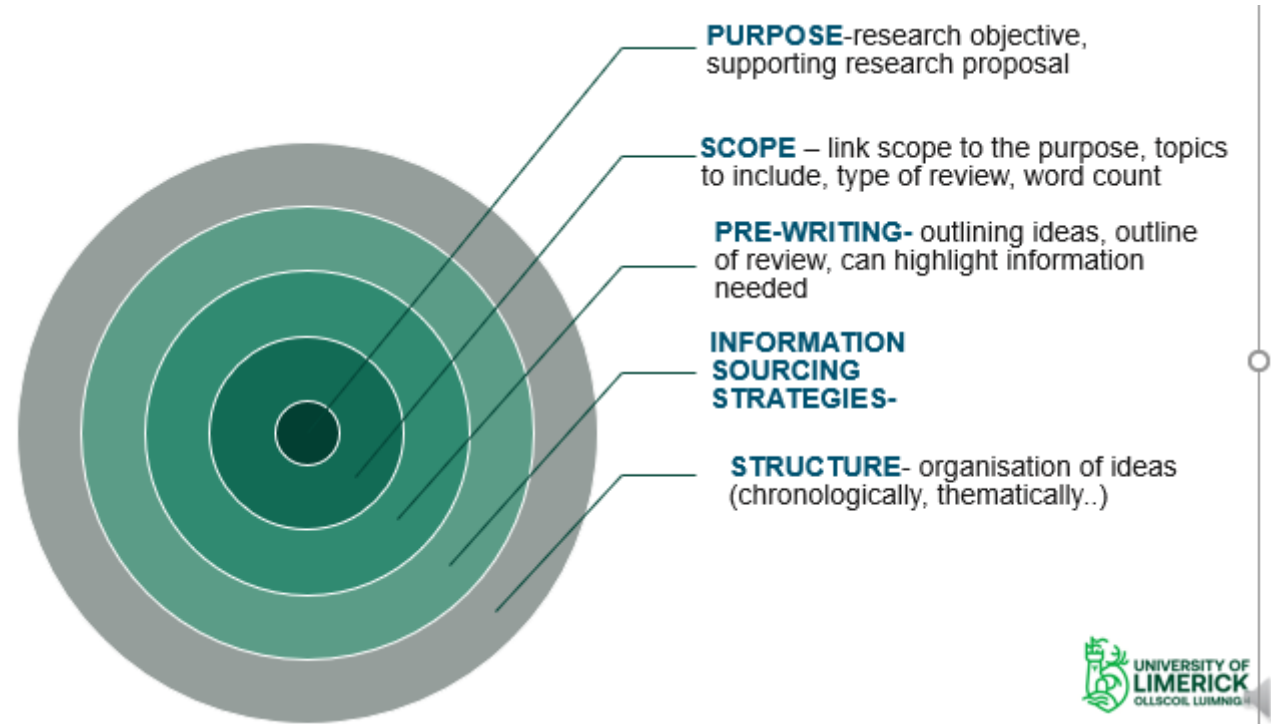 PURPOSE-research objective,
supporting research proposal
SCOPE – link scope to the purpose, topics
to include, type of review, word count
PRE-WRITING- outlining ideas, outline
of review, can highlight information
needed
INFORMATION
SOURCING
STRATEGIES-
STRUCTURE- organisation of ideas
(chronologically, thematically..)
UNIVERSITY OF
LIMERICK
OLLSCOIL LUIMNIGH